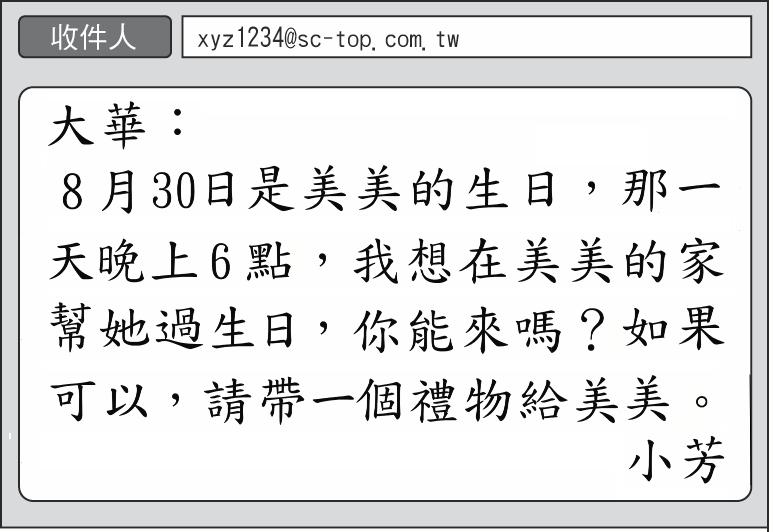 收件人 xyz1234@sc-top.com.tw
大華：
8月30日是美美的生日，那一
天晚上6點，我想在美美的家
幫她過生日，你能來嗎？如果
可以，請帶一個禮物給美美。
小芳